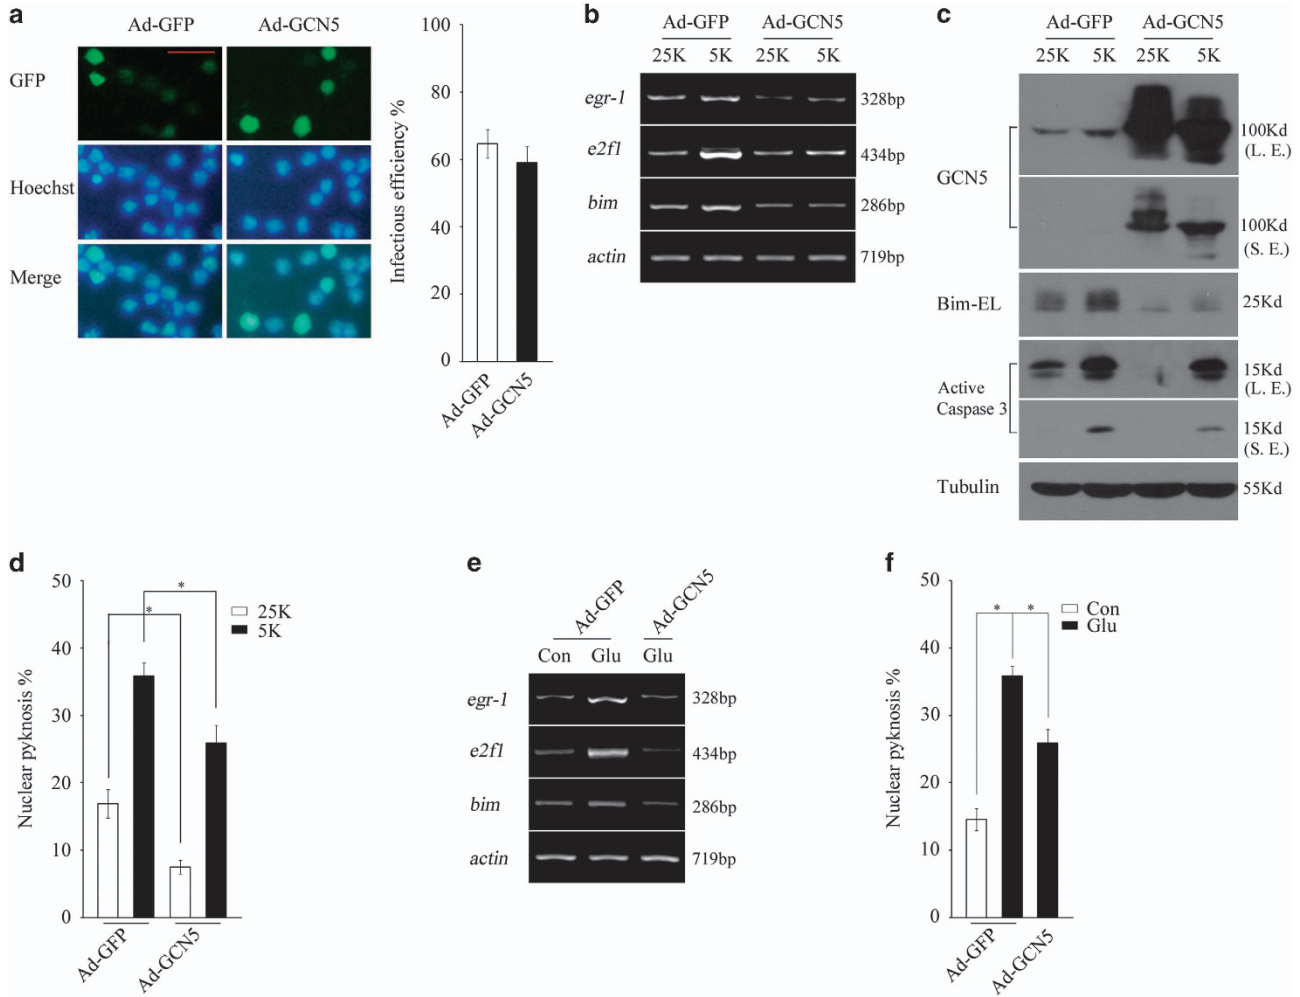 a
Ad-GFP Ad-GCN5
GFP
Hoechst
Merge
Infectious efficiency %
100
80
60
40
20
0
Ad-GFP
Ad-GCN5
b
Ad-GFP Ad-GCN5
25K 5K 25K 5K
egr-1 328bp
e2f1 434bp
bim 286bp
actin 719bp
c
Ad-GFP Ad-GCN5
25K 5K 25K 5K
GCN5
100Kd
(L. E.)
100Kd
(S. E.)
Bim-EL 25Kd
Active
Caspase 3
15Kd
(L. E.)
15Kd
(S. E.)
Tubulin 55Kd
d
Nuclear pyknosis %
50
40
30
20
10
0
* *
25K
5K
Ad-GFP
Ad-GCN5
e
Ad-GFP
Ad-GCN5
Con Glu Glu
egr-1 328bp
e2f1 434bp
bim 286bp
actin 719bp
f
Nuclear pyknosis %
50
40
30
20
10
0
* *
Con
Glu
Ad-GFP
Ad-GCN5